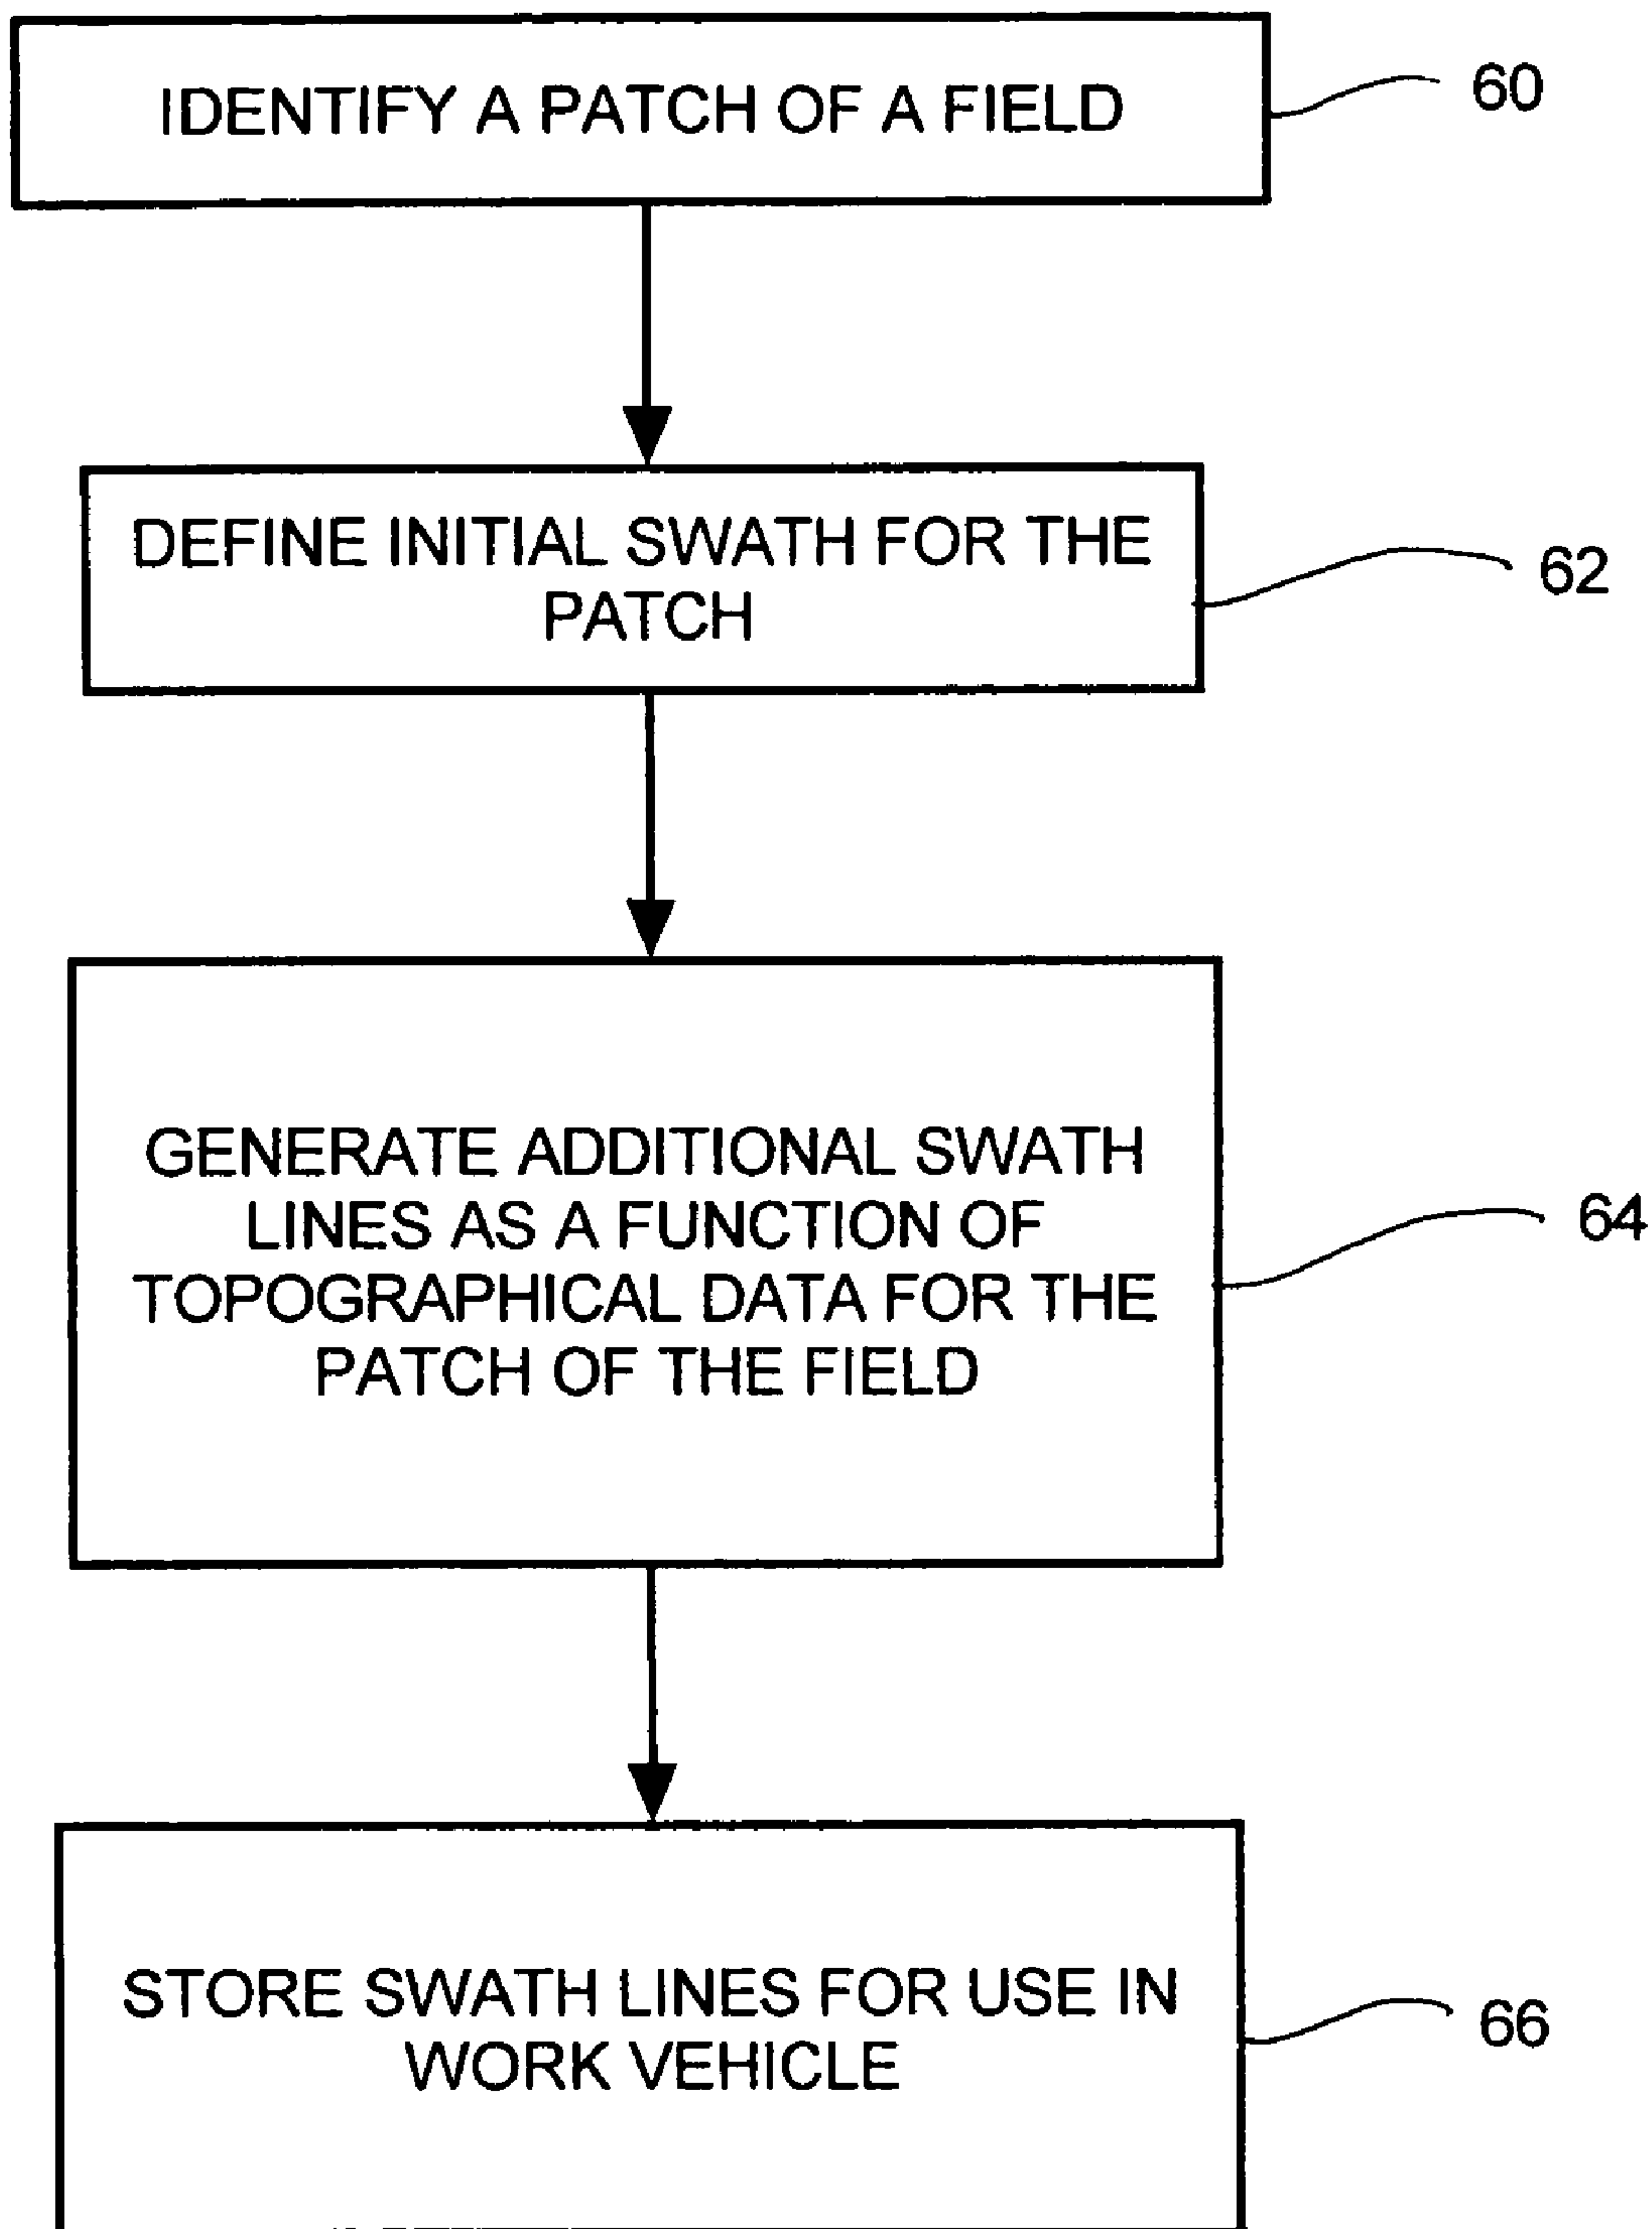 IDENTIFY A PATCH OF A FIELD
60
DEFINE INITIAL SWATH FOR THE
PATCH
62
GENERATE ADDITIONAL SWATH
LINES AS A FUNCTION OF
TOPOGRAPHICAL DATA FOR THE
PATCH OF THE FIELD
64
STORE SWATH LINES FOR USE IN
WORK VEHICLE
66